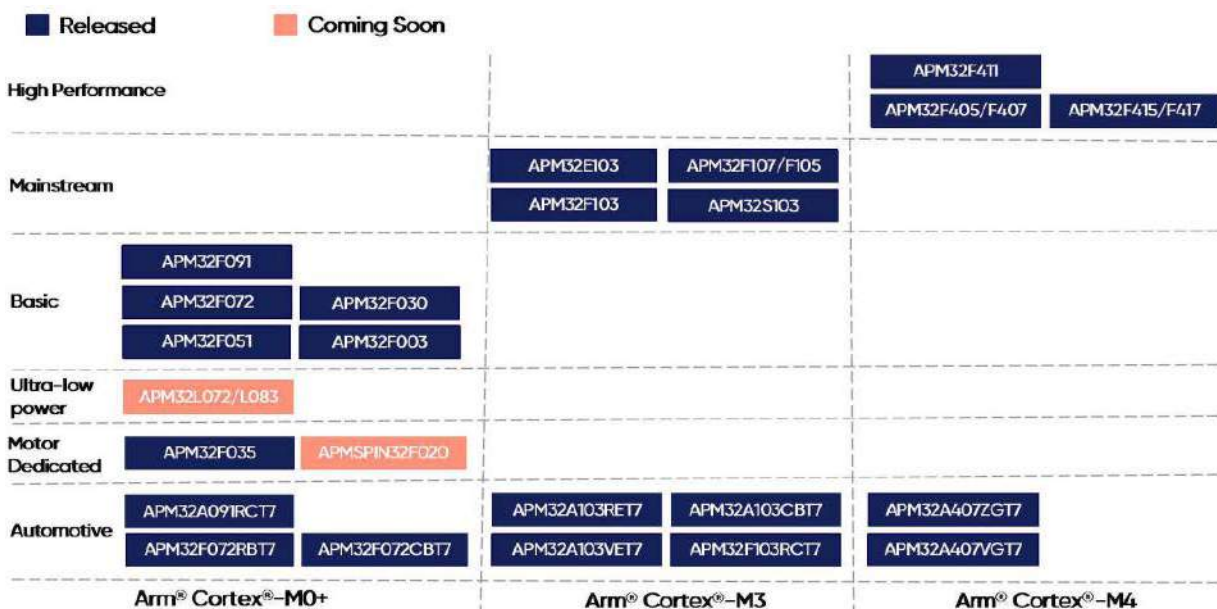 Released Coming Soon
High Performance
APM32F411
APM32F405/F407 APM32F415/F417
Mainstream
APM32E103 APM32F107/F105
APM32F103 APM32S103
Basic
APM32F091
APM32F072 APM32F030
APM32F051 APM32F003
Ultra-low
power
APM32L072/L083
Motor
Dedicated
APM32F035 APMSPIN32F020
Automotive
APM32A091RCT7 APM32A103RET7 APM32A103CBT7 APM32A407ZGT7
APM32F072RBT7 APM32F072CBT7 APM32A103VET7 APM32F103RCT7 APM32A407VGT7
Arm® Cortex®-M0+ Arm® Cortex®-M3 Arm® Cortex®-M4